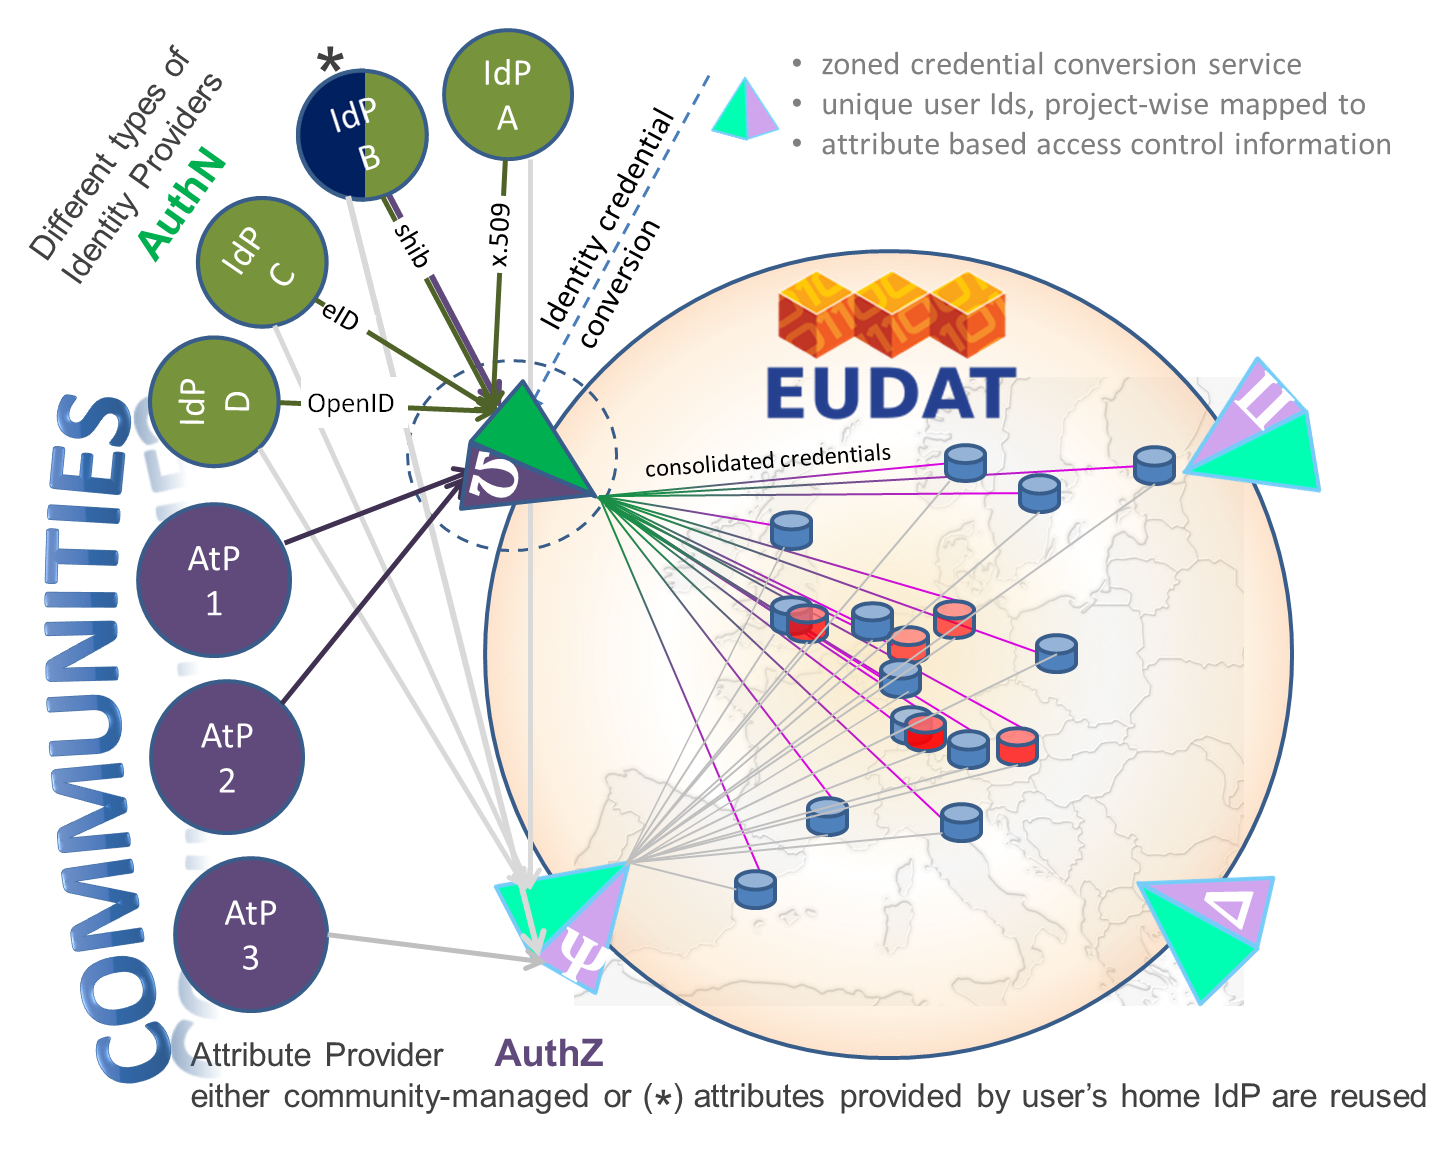 Different types of
Identity Providers
AuthN
*
IdP
B
IdP
A
IdP
C
IdP
D
shib
x.509
eID
OpenID
Identity credential
conversion
• zoned credential conversion service
• unique user Ids, project-wise mapped to
• attribute based access control information
EUDAT
consolidated credentials
Ω
Π
Ψ
Δ
COMMUNITIES
AtP
1
AtP
2
AtP
3
Attribute Provider AuthZ
either community-managed or (*) attributes provided by user’s home IdP are reused